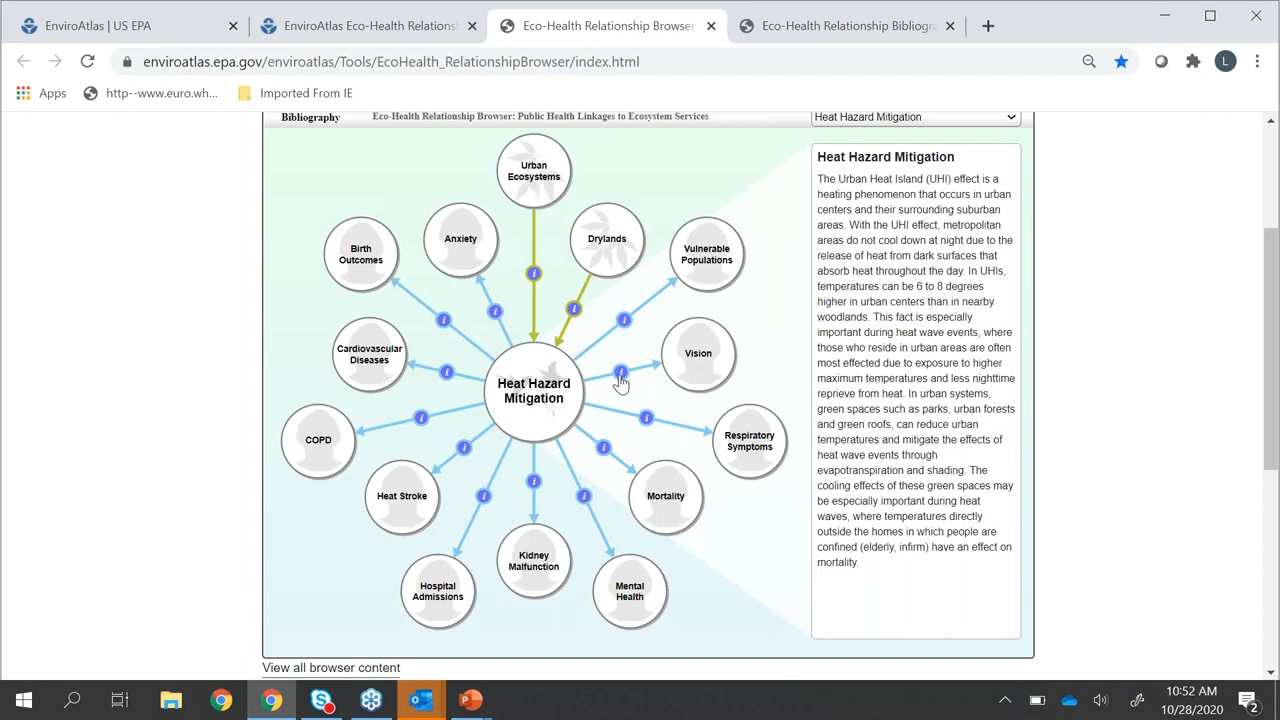 EnviroAtlas | US EPA
EnviroAtlas Eco-Health Relationsh
Eco-Health Relationship Browser
Eco-Health Relationship Bibliogra
enviroatlas.epa.gov/enviroatlas/Tools/EcoHealth_RelationshipBrowser/index.html
L
Apps
http--www.euro.wh...
Imported From IE
Bibliography
Eco-Health Relationship Browser: Public Health Linkages to Ecosystem Services
Heat Hazard Mitigation
Urban
Ecosystems
Anxiety
Drylands
Birth
Outcomes
Vulnerable
Populations
Cardiovascular
Diseases
Vision
Heat Hazard
Mitigation
COPD
Respiratory
Symptoms
Heat Stroke
Mortality
Kidney
Malfunction
Hospital
Admissions
Mental
Health
i
i
i
i
i
i
i
i
i
i
i
i
i
i
Heat Hazard Mitigation
The Urban Heat Island (UHI) effect is a
heating phenomenon that occurs in urban
centers and their surrounding suburban
areas. With the UHI effect, metropolitan
areas do not cool down at night due to the
release of heat from dark surfaces that
absorb heat throughout the day. In UHIs,
temperatures can be 6 to 8 degrees
higher in urban centers than in nearby
woodlands. This fact is especially
important during heat wave events, where
those who reside in urban areas are often
most effected due to exposure to higher
maximum temperatures and less nighttime
reprieve from heat. In urban systems,
green spaces such as parks, urban forests
and green roofs, can reduce urban
temperatures and mitigate the effects of
heat wave events through
evapotranspiration and shading. The
cooling effects of these green spaces may
be especially important during heat
waves, where temperatures directly
outside the homes in which people are
confined (elderly, infirm) have an effect on
mortality.
View all browser content
10:52 AM
10/28/2020
2